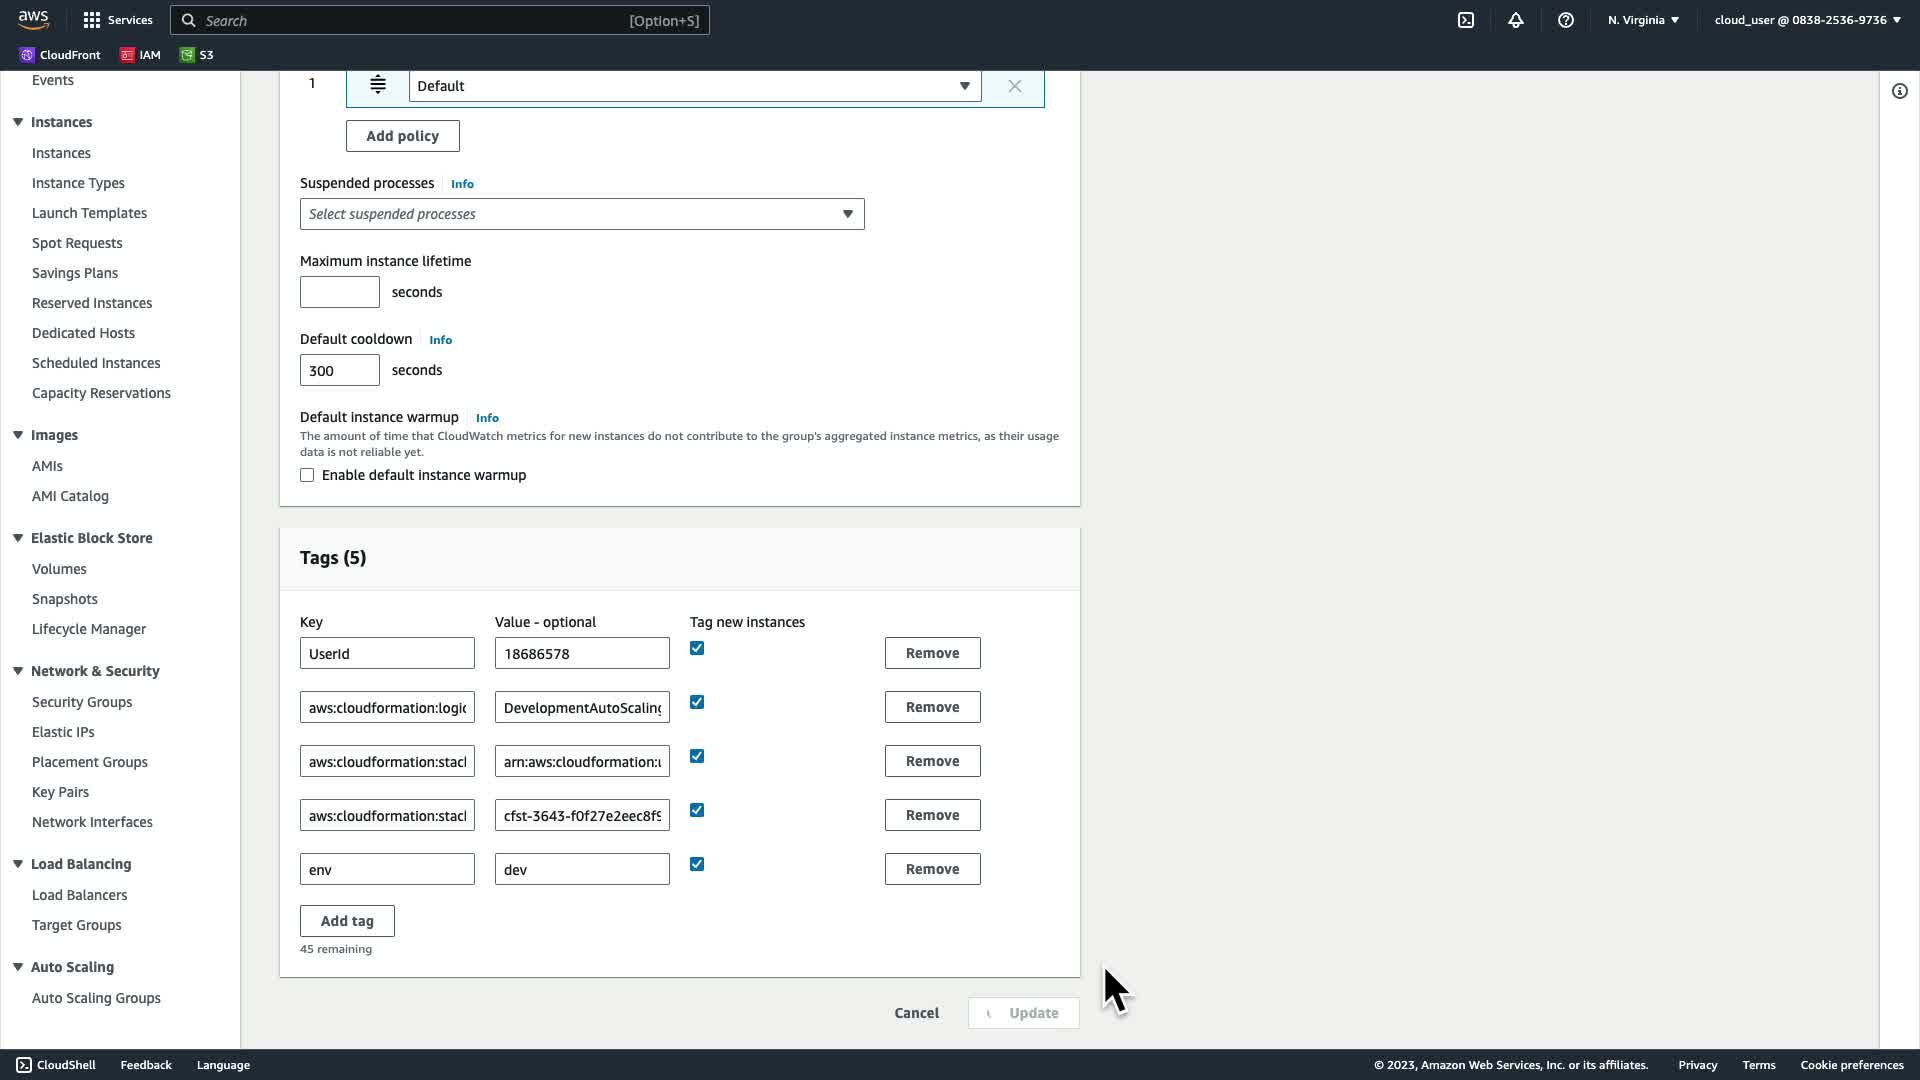 aws
Services
Search
[Option+S]
N. Virginia
cloud_user @ 0838-2536-9736
CloudFront
IAM
S3
Events
Instances
Instances
Instance Types
Launch Templates
Spot Requests
Savings Plans
Reserved Instances
Dedicated Hosts
Scheduled Instances
Capacity Reservations
Images
AMIs
AMI Catalog
Elastic Block Store
Volumes
Snapshots
Lifecycle Manager
Network & Security
Security Groups
Elastic IPs
Placement Groups
Key Pairs
Network Interfaces
Load Balancing
Load Balancers
Target Groups
Auto Scaling
Auto Scaling Groups
1
Default
Add policy
Suspended processes Info
Select suspended processes
Maximum instance lifetime
seconds
Default cooldown Info
300 seconds
Default instance warmup Info
The amount of time that CloudWatch metrics for new instances do not contribute to the group's aggregated instance metrics, as their usage
data is not reliable yet.
Enable default instance warmup
Tags (5)
Key Value - optional Tag new instances
UserId 18686578 Remove
aws:cloudformation:logic DevelopmentAutoScaling Remove
aws:cloudformation:stack arn:aws:cloudformation:u Remove
aws:cloudformation:stack cfst-3643-f0f27e2eec8f9 Remove
env dev Remove
Add tag
45 remaining
Cancel Update
CloudShell Feedback Language
© 2023, Amazon Web Services, Inc. or its affiliates. Privacy Terms Cookie preferences